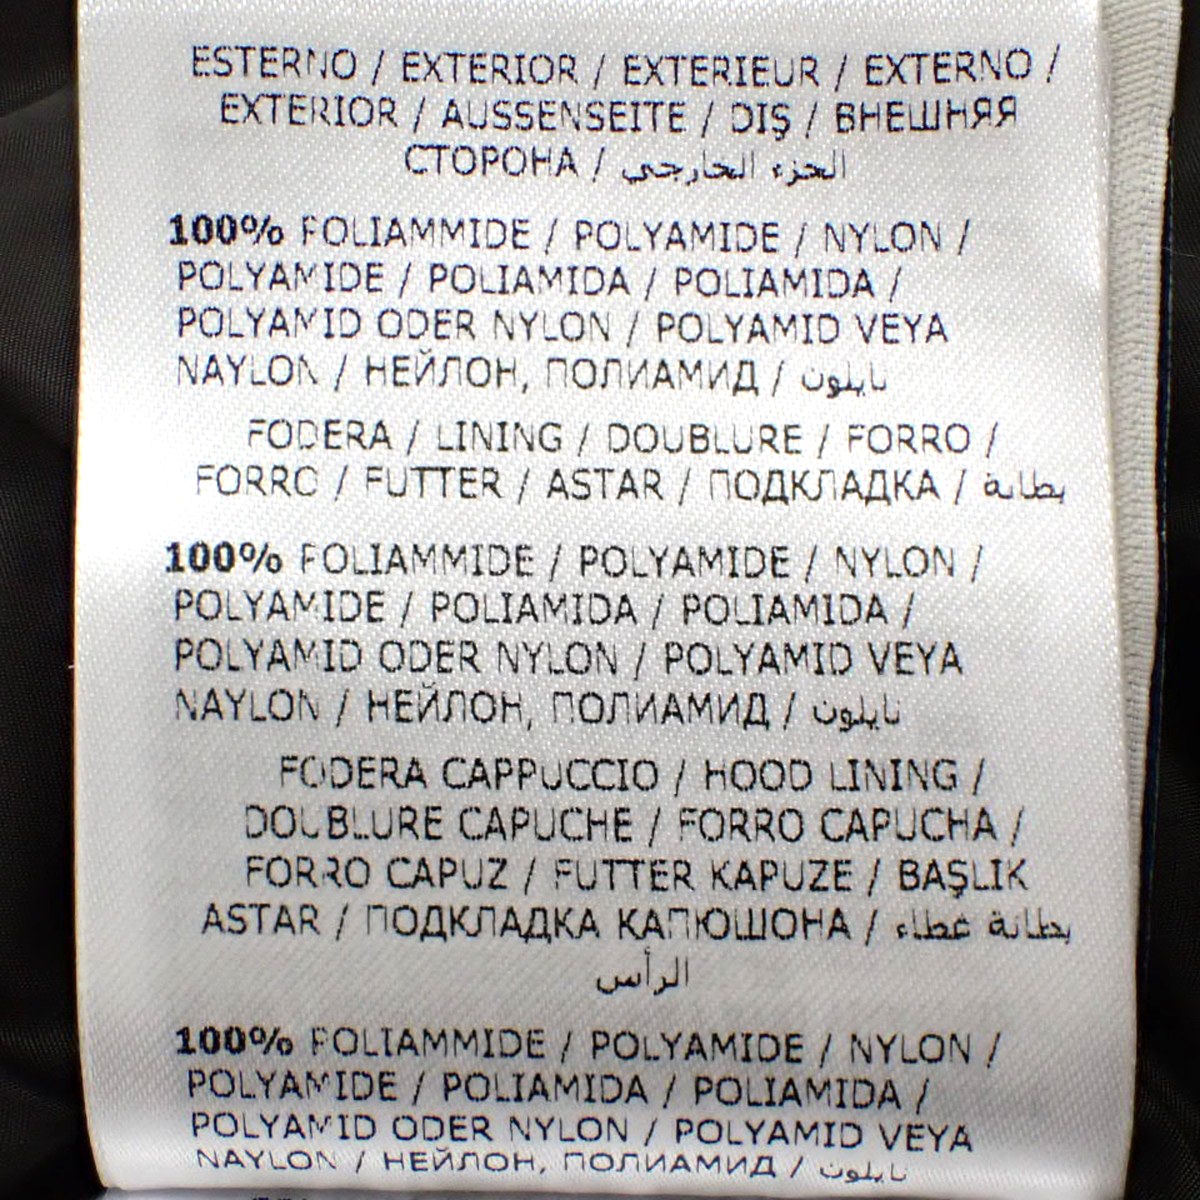 ESTERNO / EXTERIOR / EXTERIEUR / EXTERNO /
EXTERIOR / AUSSENSEITE / DIŞ / ВНЕШНЯЯ
СТОРОНА / الجزء الخارجي
100% POLIAMMIDE / POLYAMIDE / NYLON /
POLYAMIDE / POLIAMIDA / POLIAMIDA /
POLYAMID ODER NYLON / POLYAMID VEYA
NAYLON / НЕЙЛОН, ПОЛИАМИД / نايلون
FODERA / LINING / DOUBLURE / FORRO /
FORRO / FUTTER / ASTAR / ПОДКЛАДКА / بطانة
100% POLIAMMIDE / POLYAMIDE / NYLON /
POLYAMIDE / POLIAMIDA / POLIAMIDA /
POLYAMID ODER NYLON / POLYAMID VEYA
NAYLON / НЕЙЛОН, ПОЛИАМИД / نايلون
FODERA CAPPUCCIO / HOOD LINING /
DOUBLURE CAPUCHE / FORRO CAPUCHA /
FORRO CAPUZ / FUTTER KAPUZE / BAŞLIK
ASTAR / ПОДКЛАДКА КАПЮШОНА / بطانة غطاء
الرأس
100% POLIAMMIDE / POLYAMIDE / NYLON /
POLYAMIDE / POLIAMIDA / POLIAMIDA /
POLYAMID ODER NYLON / POLYAMID VEYA
NAYLON / НЕЙЛОН, ПОЛИАМИД / نايلون